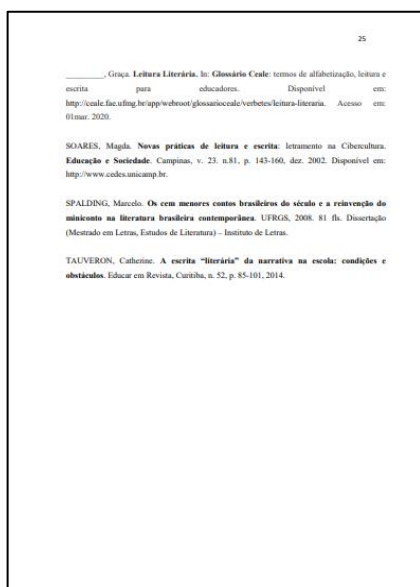 25
_________, Graça. Leitura Literária. In: Glossário Ceale: termos de alfabetização, leitura e
escrita para educadores. Disponível em:
http://ceale.fae.ufmg.br/app/webroot/glossarioceale/verbetes/leitura-literaria. Acesso em:
01mar. 2020.
SOARES, Magda. Novas práticas de leitura e escrita: letramento na Cibercultura.
Educação e Sociedade. Campinas, v. 23. n.81, p. 143-160, dez. 2002. Disponível em:
http://www.cedes.unicamp.br.
SPALDING, Marcelo. Os cem menores contos brasileiros do século e a reinvenção do
miniconto na literatura brasileira contemporânea. UFRGS, 2008. 81 fls. Dissertação
(Mestrado em Letras, Estudos de Literatura) – Instituto de Letras.
TAUVERON, Catherine. A escrita “literária” da narrativa na escola: condições e
obstáculos. Educar em Revista, Curitiba, n. 52, p. 85-101, 2014.